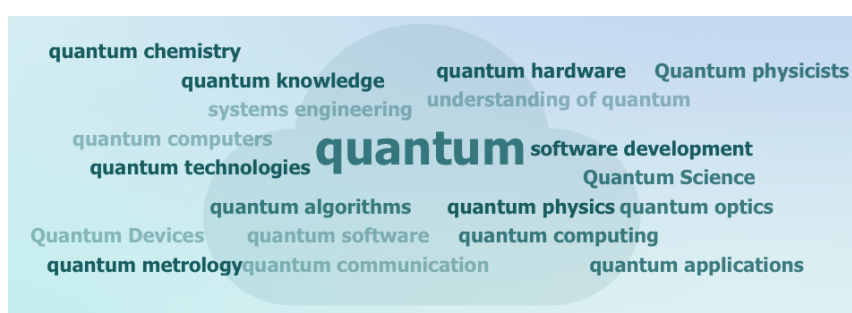 quantum chemistry
quantum hardware Quantum physicists
quantum knowledge
understanding of quantum
systems engineering
quantum computers
quantum software development
quantum technologies
Quantum Science
quantum algorithms quantum physics quantum optics
Quantum Devices quantum software quantum computing
quantum metrology quantum communication quantum applications